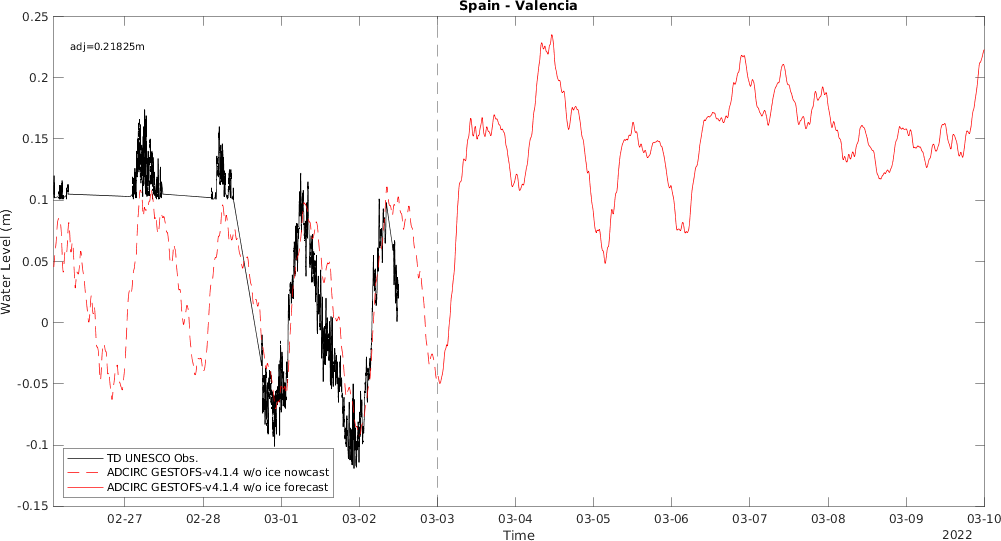 Spain - Valencia
adj=0.21825m
0.25
0.2
0.15
0.1
0.05
0
-0.05
-0.1
-0.15
Water Level (m)
TD UNESCO Obs.
ADCIRC GESTOFS-v4.1.4 w/o ice nowcast
ADCIRC GESTOFS-v4.1.4 w/o ice forecast
02-27 02-28 03-01 03-02 03-03 03-04 03-05 03-06 03-07 03-08 03-09 03-10
Time
2022